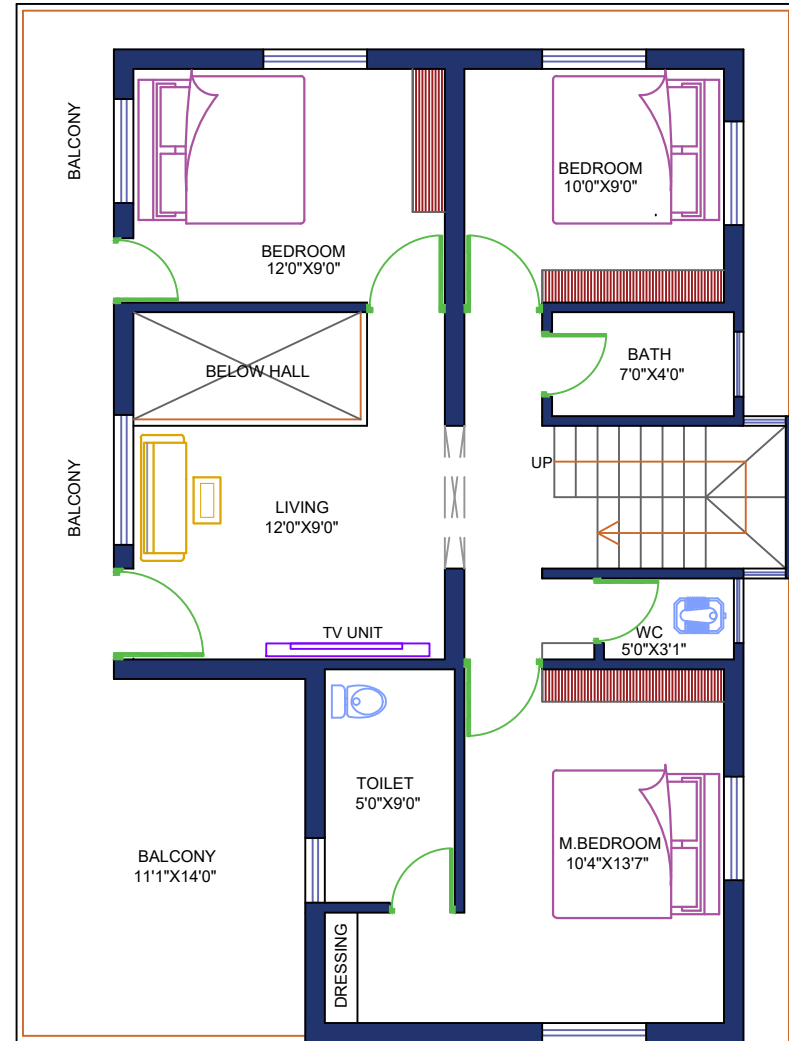 BALCONY
BEDROOM
12'0"X9'0"
BEDROOM
10'0"X9'0"
BELOW HALL
BATH
7'0"X4'0"
BALCONY
LIVING
12'0"X9'0"
UP
TV UNIT
WC
5'0"X3'1"
TOILET
5'0"X9'0"
BALCONY
11'1"X14'0"
M.BEDROOM
10'4"X13'7"
DRESSING